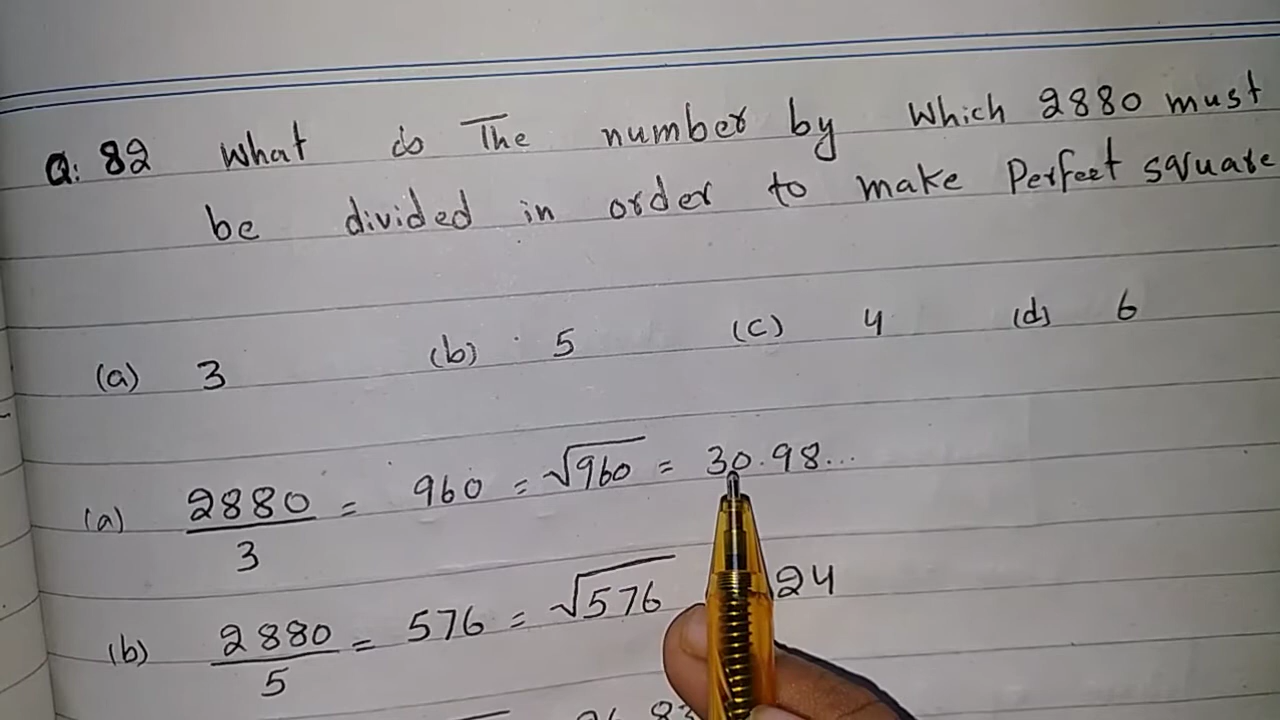 Q: 82 What is The number by Which 2880 must
be divided in order to make Perfect square
(a) 3 (b) 5 (c) 4 (d) 6
(a) 2880/3 = 960 = √960 = 30.98...
(b) 2880/5 = 576 = √576 24